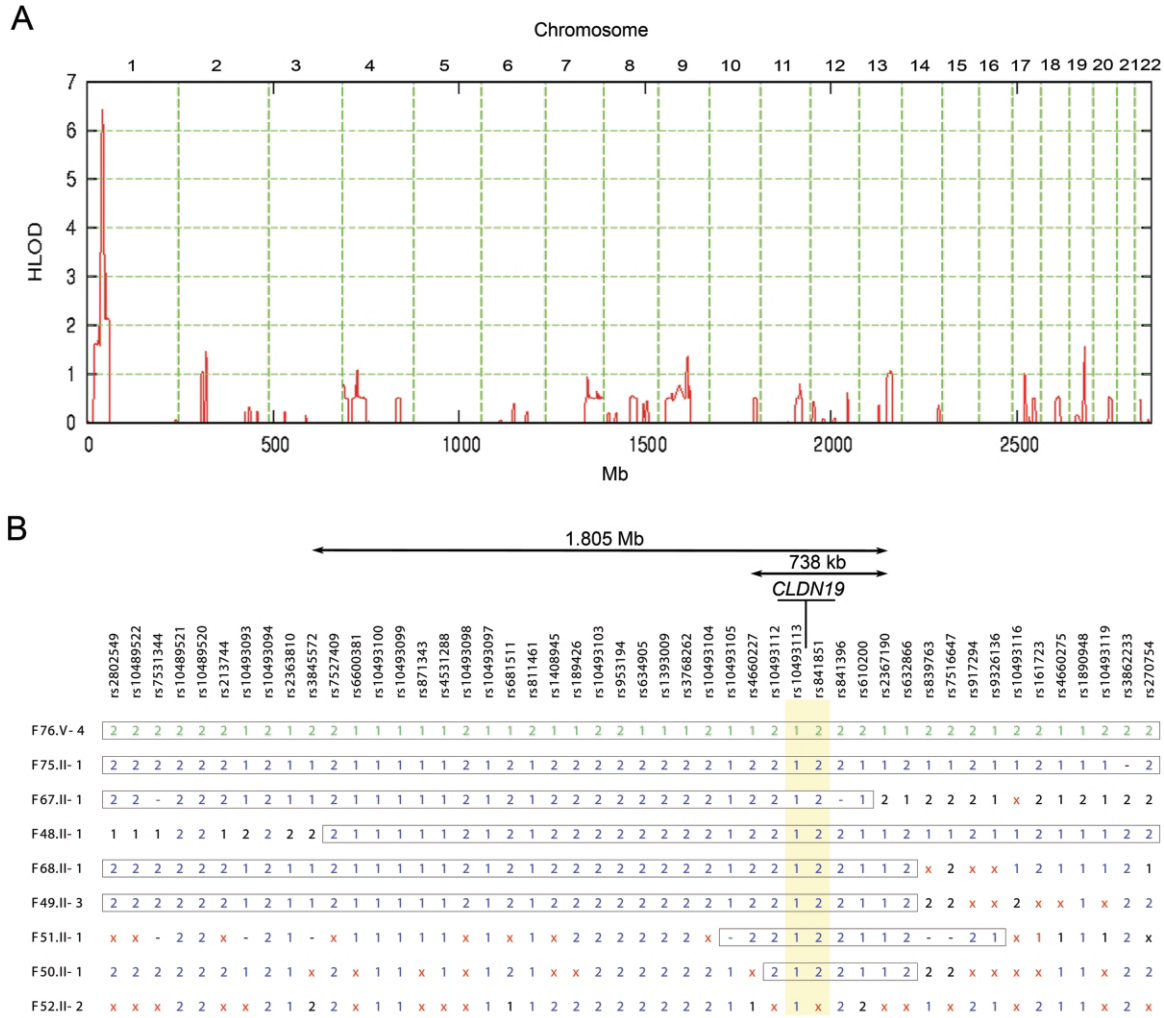 A
Chromosome
1 2 3 4 5 6 7 8 9 10 11 12 13 14 15 16 17 18 19 20 21 22
7
6
5
4
3
2
1
0
HLOD
0 500 1000 1500 2000 2500
Mb
B
1.805 Mb
738 kb
CLDN19
rs2802549
rs10489522
rs7531344
rs10489521
rs10489520
rs213744
rs10493093
rs10493094
rs2363810
rs3845572
rs7527409
rs6600381
rs10493100
rs10493099
rs871343
rs4531288
rs10493098
rs10493097
rs681511
rs811461
rs1408945
rs189426
rs10493103
rs953194
rs634905
rs1393009
rs3768262
rs10493104
rs10493105
rs4660227
rs10493112
rs10493113
rs841851
rs841396
rs610200
rs2367190
rs632866
rs839763
rs7516647
rs917294
rs9326136
rs10493116
rs161723
rs4660275
rs1890948
rs10493119
rs3862233
rs270754
F76.V- 4 2 2 2 2 2 2 1 2 1 2 2 1 1 1 1 1 2 1 1 2 1 1 2 2 1 1 1 2 1 1 2 1 2 2 2 1 1 2 2 2 1 2 2 1 1 2 2 2
F75.II- 1 2 2 2 2 2 2 1 2 1 1 2 1 1 1 1 1 2 1 1 1 2 2 2 2 2 2 2 2 1 2 2 1 2 2 1 1 2 1 1 2 1 1 2 1 1 1 - 2
F67.II- 1 2 2 - 2 2 2 1 2 1 1 2 1 1 1 1 1 2 1 1 1 2 2 2 2 2 2 2 2 1 2 2 1 2 - 1 2 1 2 2 2 1 x 2 1 2 1 2 2
F48.II- 1 1 1 1 2 2 1 2 2 2 2 2 1 1 1 1 1 2 1 1 1 2 2 2 2 2 2 2 2 1 2 2 1 2 2 1 1 2 1 1 2 1 1 2 1 1 1 2 2
F68.II- 1 2 2 2 2 2 2 1 2 1 1 2 1 1 1 1 1 2 1 1 1 2 2 2 2 2 2 2 2 1 2 2 1 2 2 1 1 2 x 2 x x 1 2 1 1 1 2 1
F49.II- 3 2 2 2 2 2 2 1 2 1 1 2 1 1 1 1 1 2 1 1 1 2 2 2 2 2 2 2 2 1 2 2 1 2 2 1 1 2 2 2 x x 2 x x 1 x 2 2
F51.II- 1 x x - 2 2 x - 2 1 - x 1 1 1 1 1 x 1 x 1 x 2 2 2 2 2 2 x - 2 2 1 2 2 1 1 2 - - 2 1 x 1 1 1 1 2 x
F50.II- 1 2 2 2 2 2 2 1 2 1 x 2 x 1 1 x 1 x 1 2 1 x x 2 2 2 2 2 2 1 x 2 1 2 2 1 1 2 2 2 x x x x 1 1 x 2 2
F52.II- 2 x x x 2 2 x x 2 1 2 2 x 1 1 x x x 1 1 1 2 2 2 2 2 2 2 2 1 1 x 1 x 2 2 x x 1 x 2 1 x 2 1 1 x 2 x